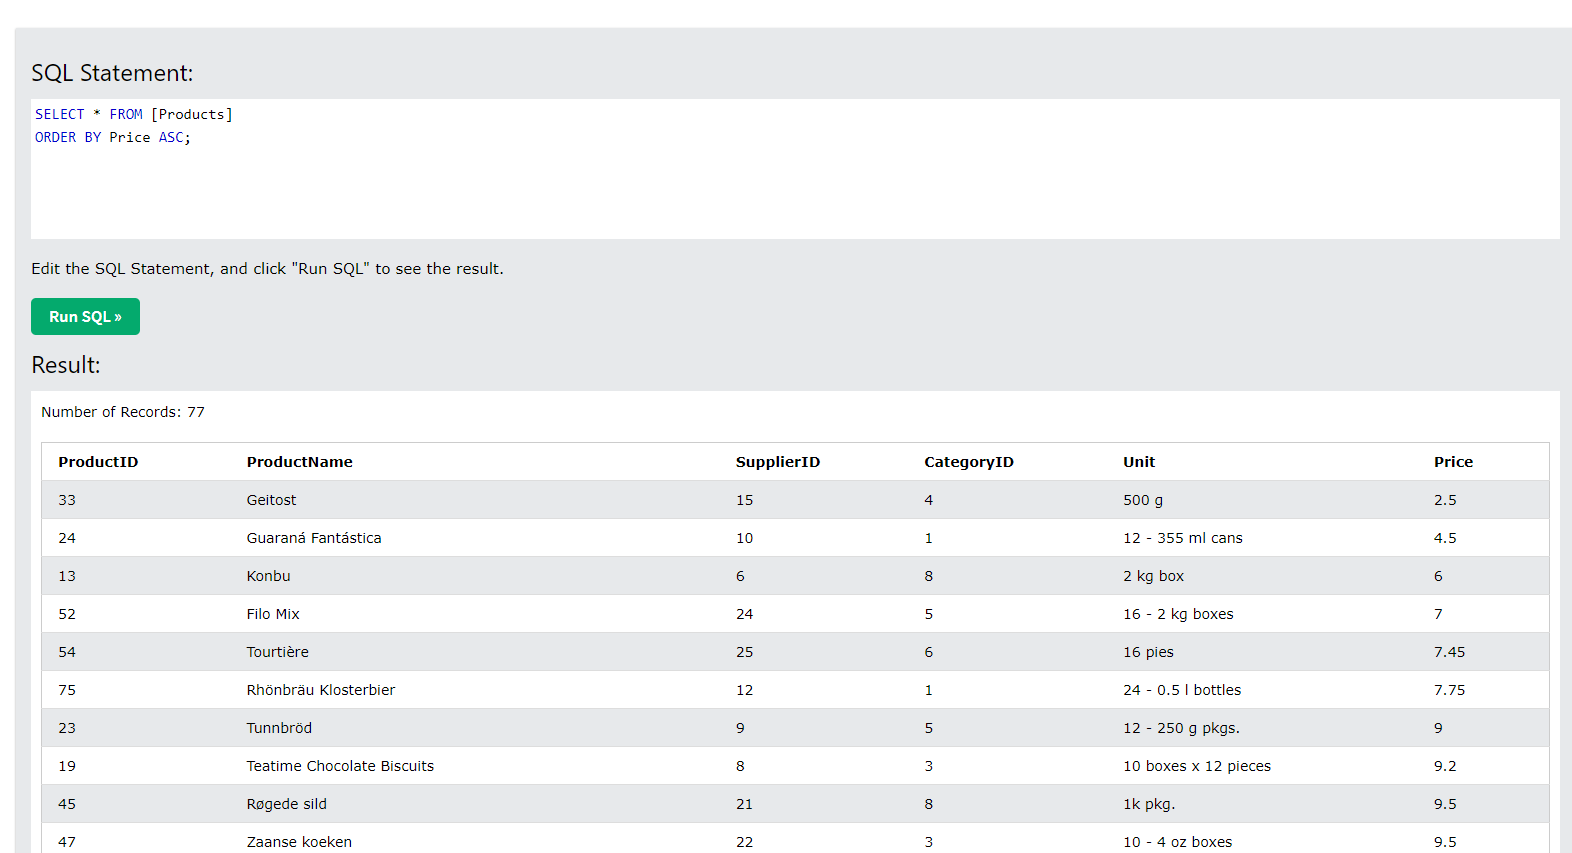 SQL Statement:
SELECT * FROM [Products]
ORDER BY Price ASC;
Edit the SQL Statement, and click "Run SQL" to see the result.
Run SQL »
Result:
Number of Records: 77
ProductID ProductName SupplierID CategoryID Unit Price
33 Geitost 15 4 500 g 2.5
24 Guaraná Fantástica 10 1 12 - 355 ml cans 4.5
13 Konbu 6 8 2 kg box 6
52 Filo Mix 24 5 16 - 2 kg boxes 7
54 Tourtière 25 6 16 pies 7.45
75 Rhönbräu Klosterbier 12 1 24 - 0.5 l bottles 7.75
23 Tunnbröd 9 5 12 - 250 g pkgs. 9
19 Teatime Chocolate Biscuits 8 3 10 boxes x 12 pieces 9.2
45 Røgede sild 21 8 1k pkg. 9.5
47 Zaanse koeken 22 3 10 - 4 oz boxes 9.5